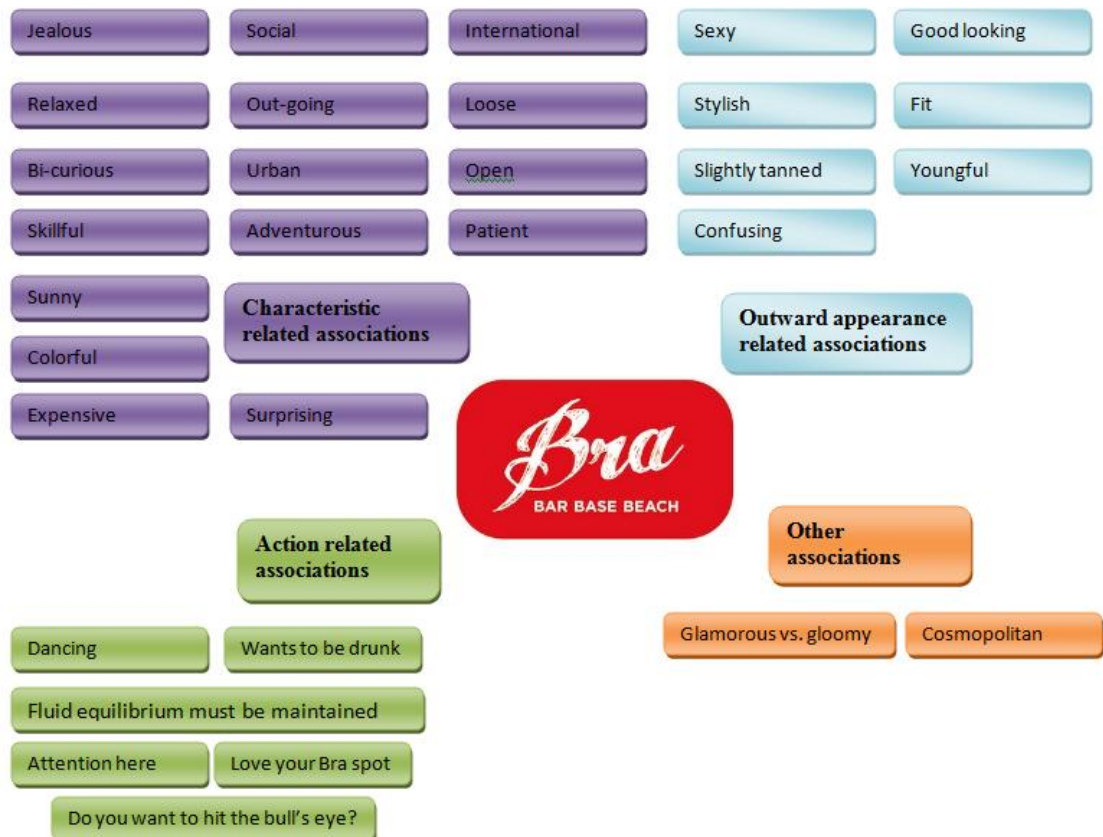 Jealous
Social
International
Sexy
Good looking
Relaxed
Out-going
Loose
Stylish
Fit
Bi-curious
Urban
Open
Slightly tanned
Youngful
Skillful
Adventurous
Patient
Confusing
Sunny
Characteristic
related associations
Outward appearance
related associations
Colorful
Expensive
Surprising
Bra
BAR BASE BEACH
Action related
associations
Other
associations
Dancing
Wants to be drunk
Glamorous vs. gloomy
Cosmopolitan
Fluid equilibrium must be maintained
Attention here
Love your Bra spot
Do you want to hit the bull's eye?